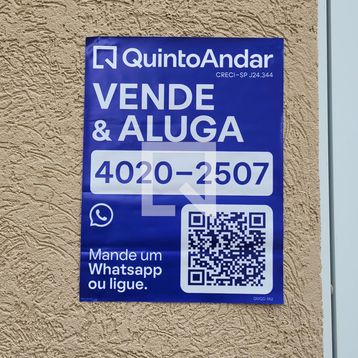 QuintoAndar
CRECI-SP J24.344
VENDE
& ALUGA
4020-2507
Mande um
Whatsapp
ou ligue.